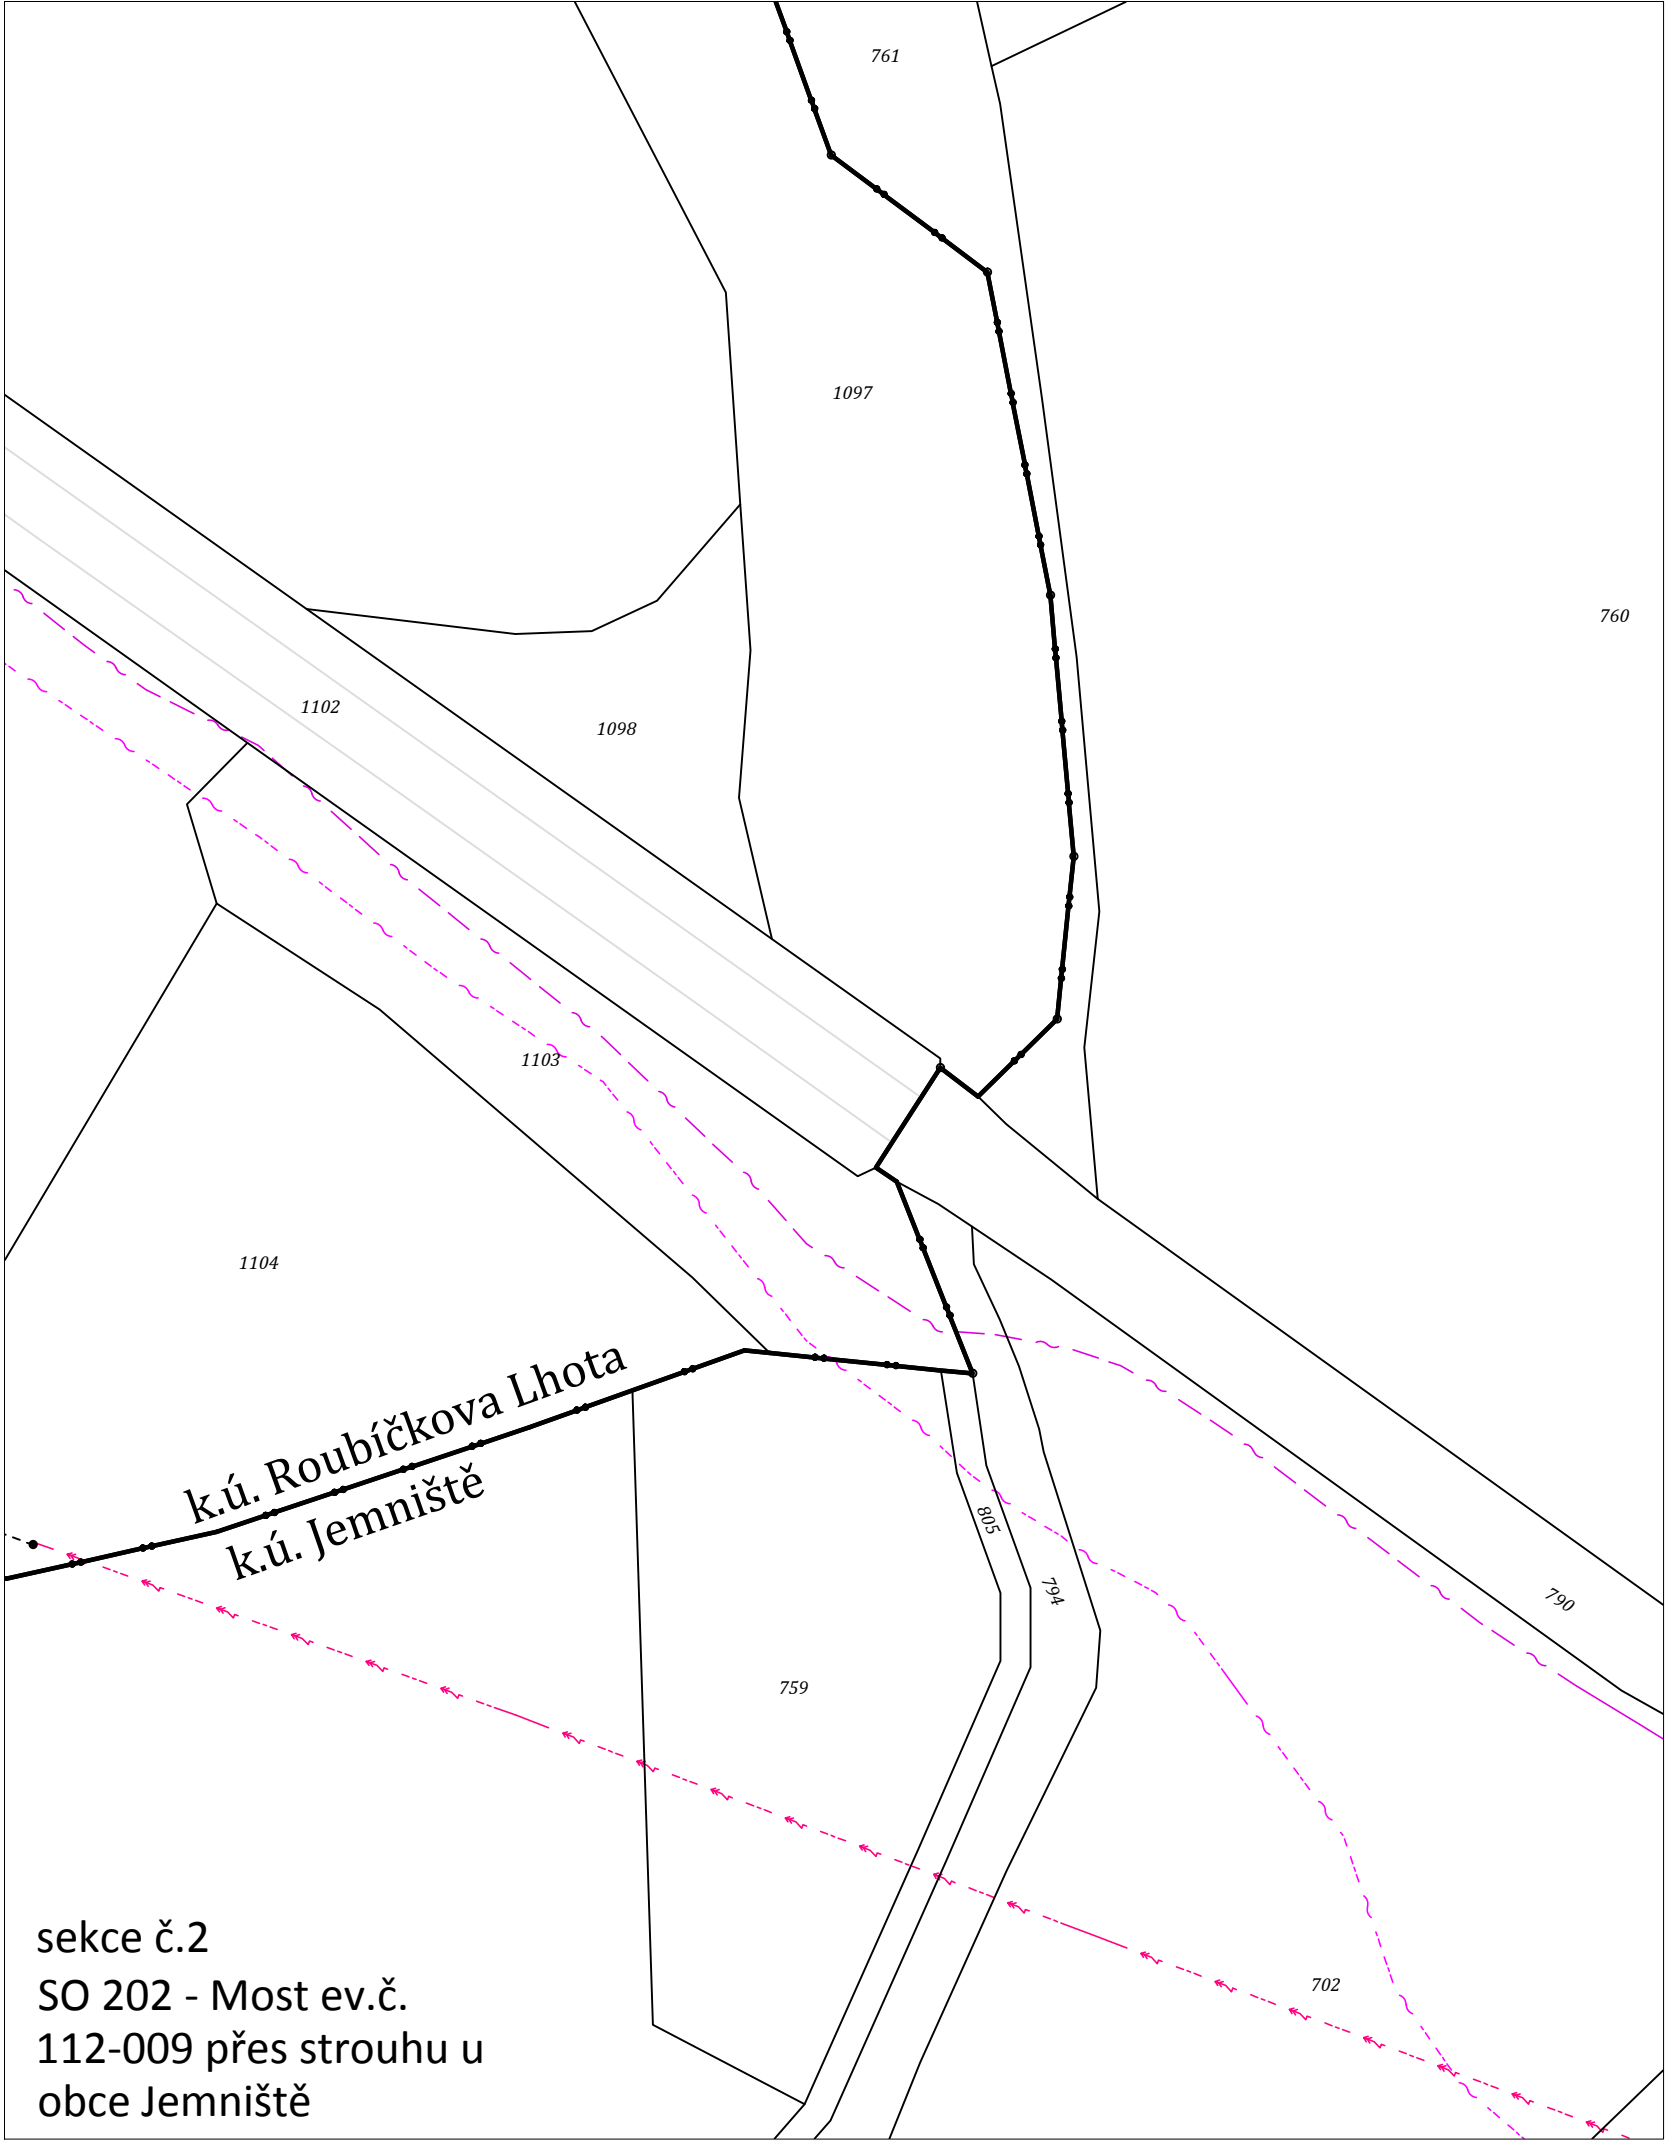 761
1097
760
1102
1098
1103
1104
k.ú. Roubíčkova Lhota
k.ú. Jemniště
805
794
790
759
702
sekce č.2
SO 202 - Most ev.č.
112-009 přes strouhu u
obce Jemniště